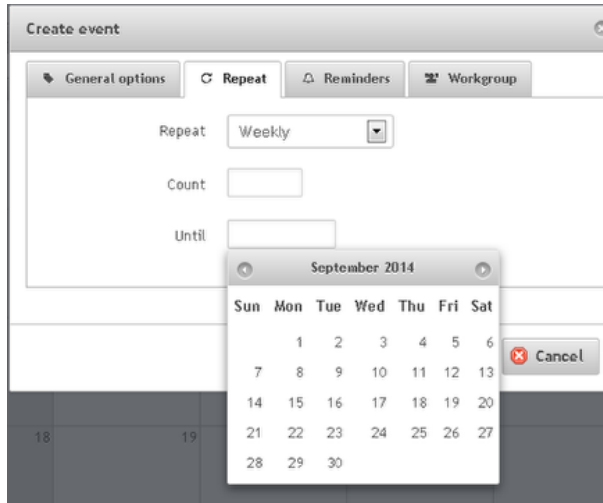 Create event
General options Repeat Reminders Workgroup
Repeat Weekly
Count
Until
September 2014
Sun Mon Tue Wed Thu Fri Sat
1 2 3 4 5 6
7 8 9 10 11 12 13
14 15 16 17 18 19 20
21 22 23 24 25 26 27
28 29 30
Cancel
18 19